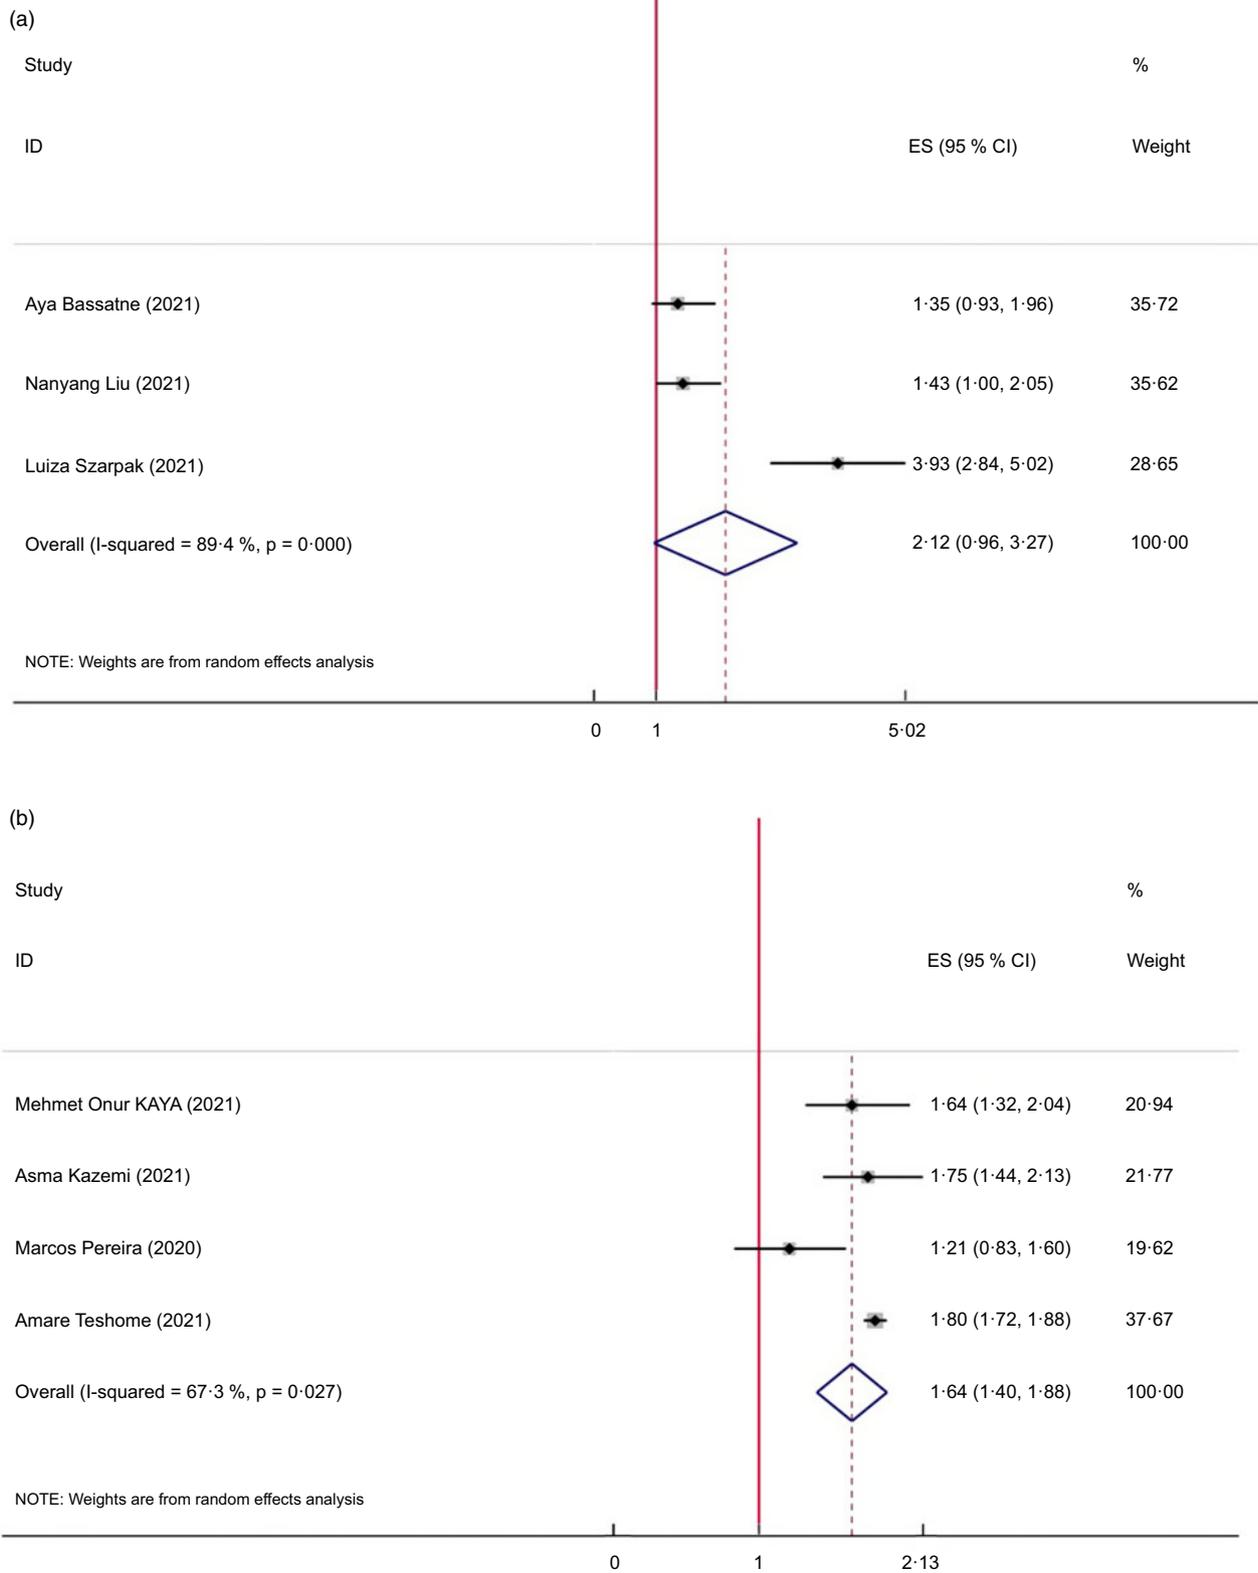 (a)
Study %
ID ES (95 % CI) Weight
Aya Bassatne (2021) 1·35 (0·93, 1·96) 35·72
Nanyang Liu (2021) 1·43 (1·00, 2·05) 35·62
Luiza Szarpak (2021) 3·93 (2·84, 5·02) 28·65
Overall (I-squared = 89·4 %, p = 0·000) 2·12 (0·96, 3·27) 100·00
NOTE: Weights are from random effects analysis
0 1 5·02
(b)
Study %
ID ES (95 % CI) Weight
Mehmet Onur KAYA (2021) 1·64 (1·32, 2·04) 20·94
Asma Kazemi (2021) 1·75 (1·44, 2·13) 21·77
Marcos Pereira (2020) 1·21 (0·83, 1·60) 19·62
Amare Teshome (2021) 1·80 (1·72, 1·88) 37·67
Overall (I-squared = 67·3 %, p = 0·027) 1·64 (1·40, 1·88) 100·00
NOTE: Weights are from random effects analysis
0 1 2·13